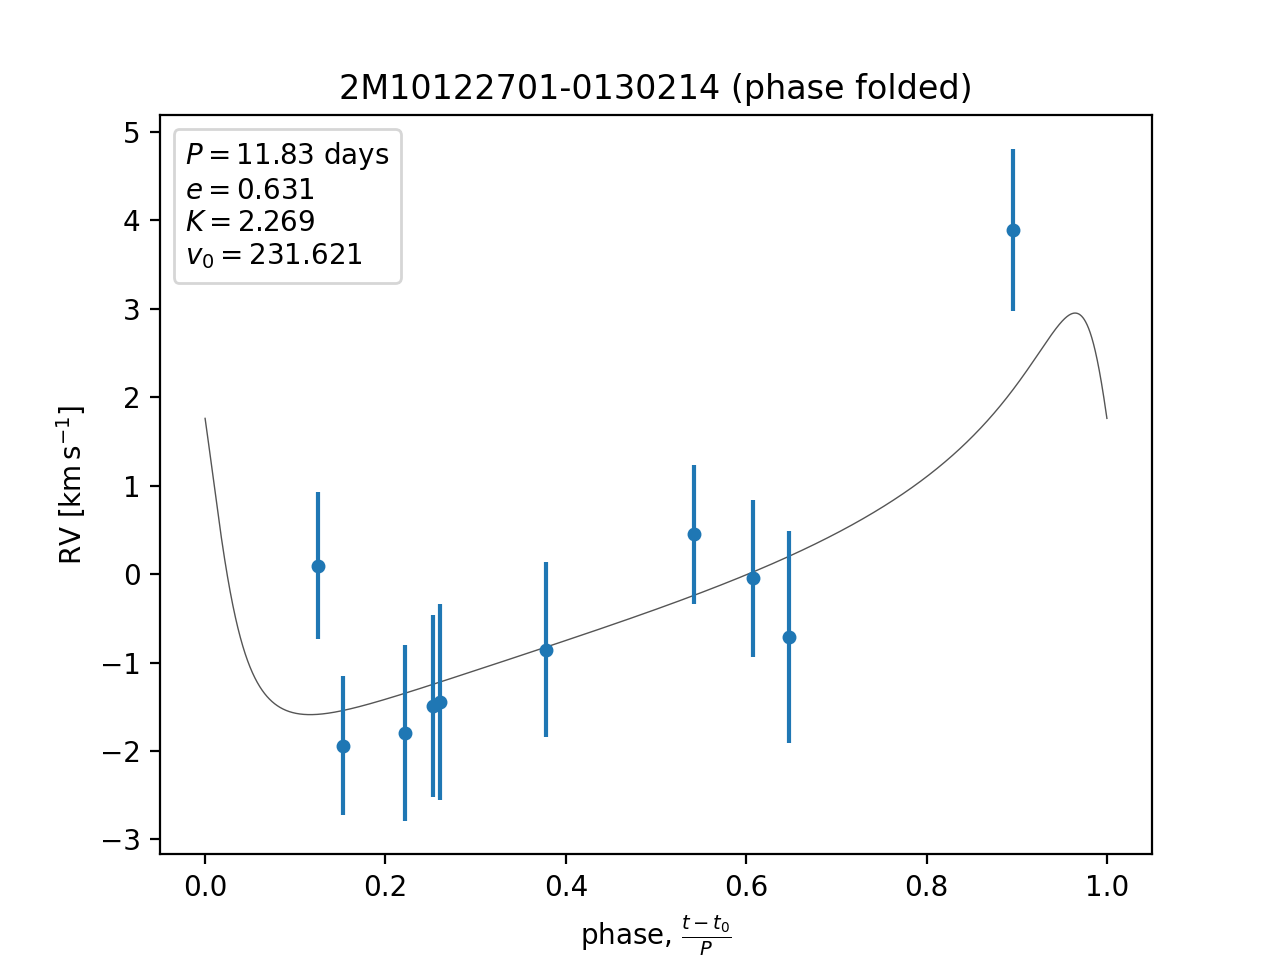 2M10122701-0130214 (phase folded)
P = 11.83 days
e = 0.631
K = 2.269
v₀ = 231.621
5
4
3
2
1
0
−1
−2
−3
RV [km s⁻¹]
0.0 0.2 0.4 0.6 0.8 1.0
phase, (t − t₀)/P